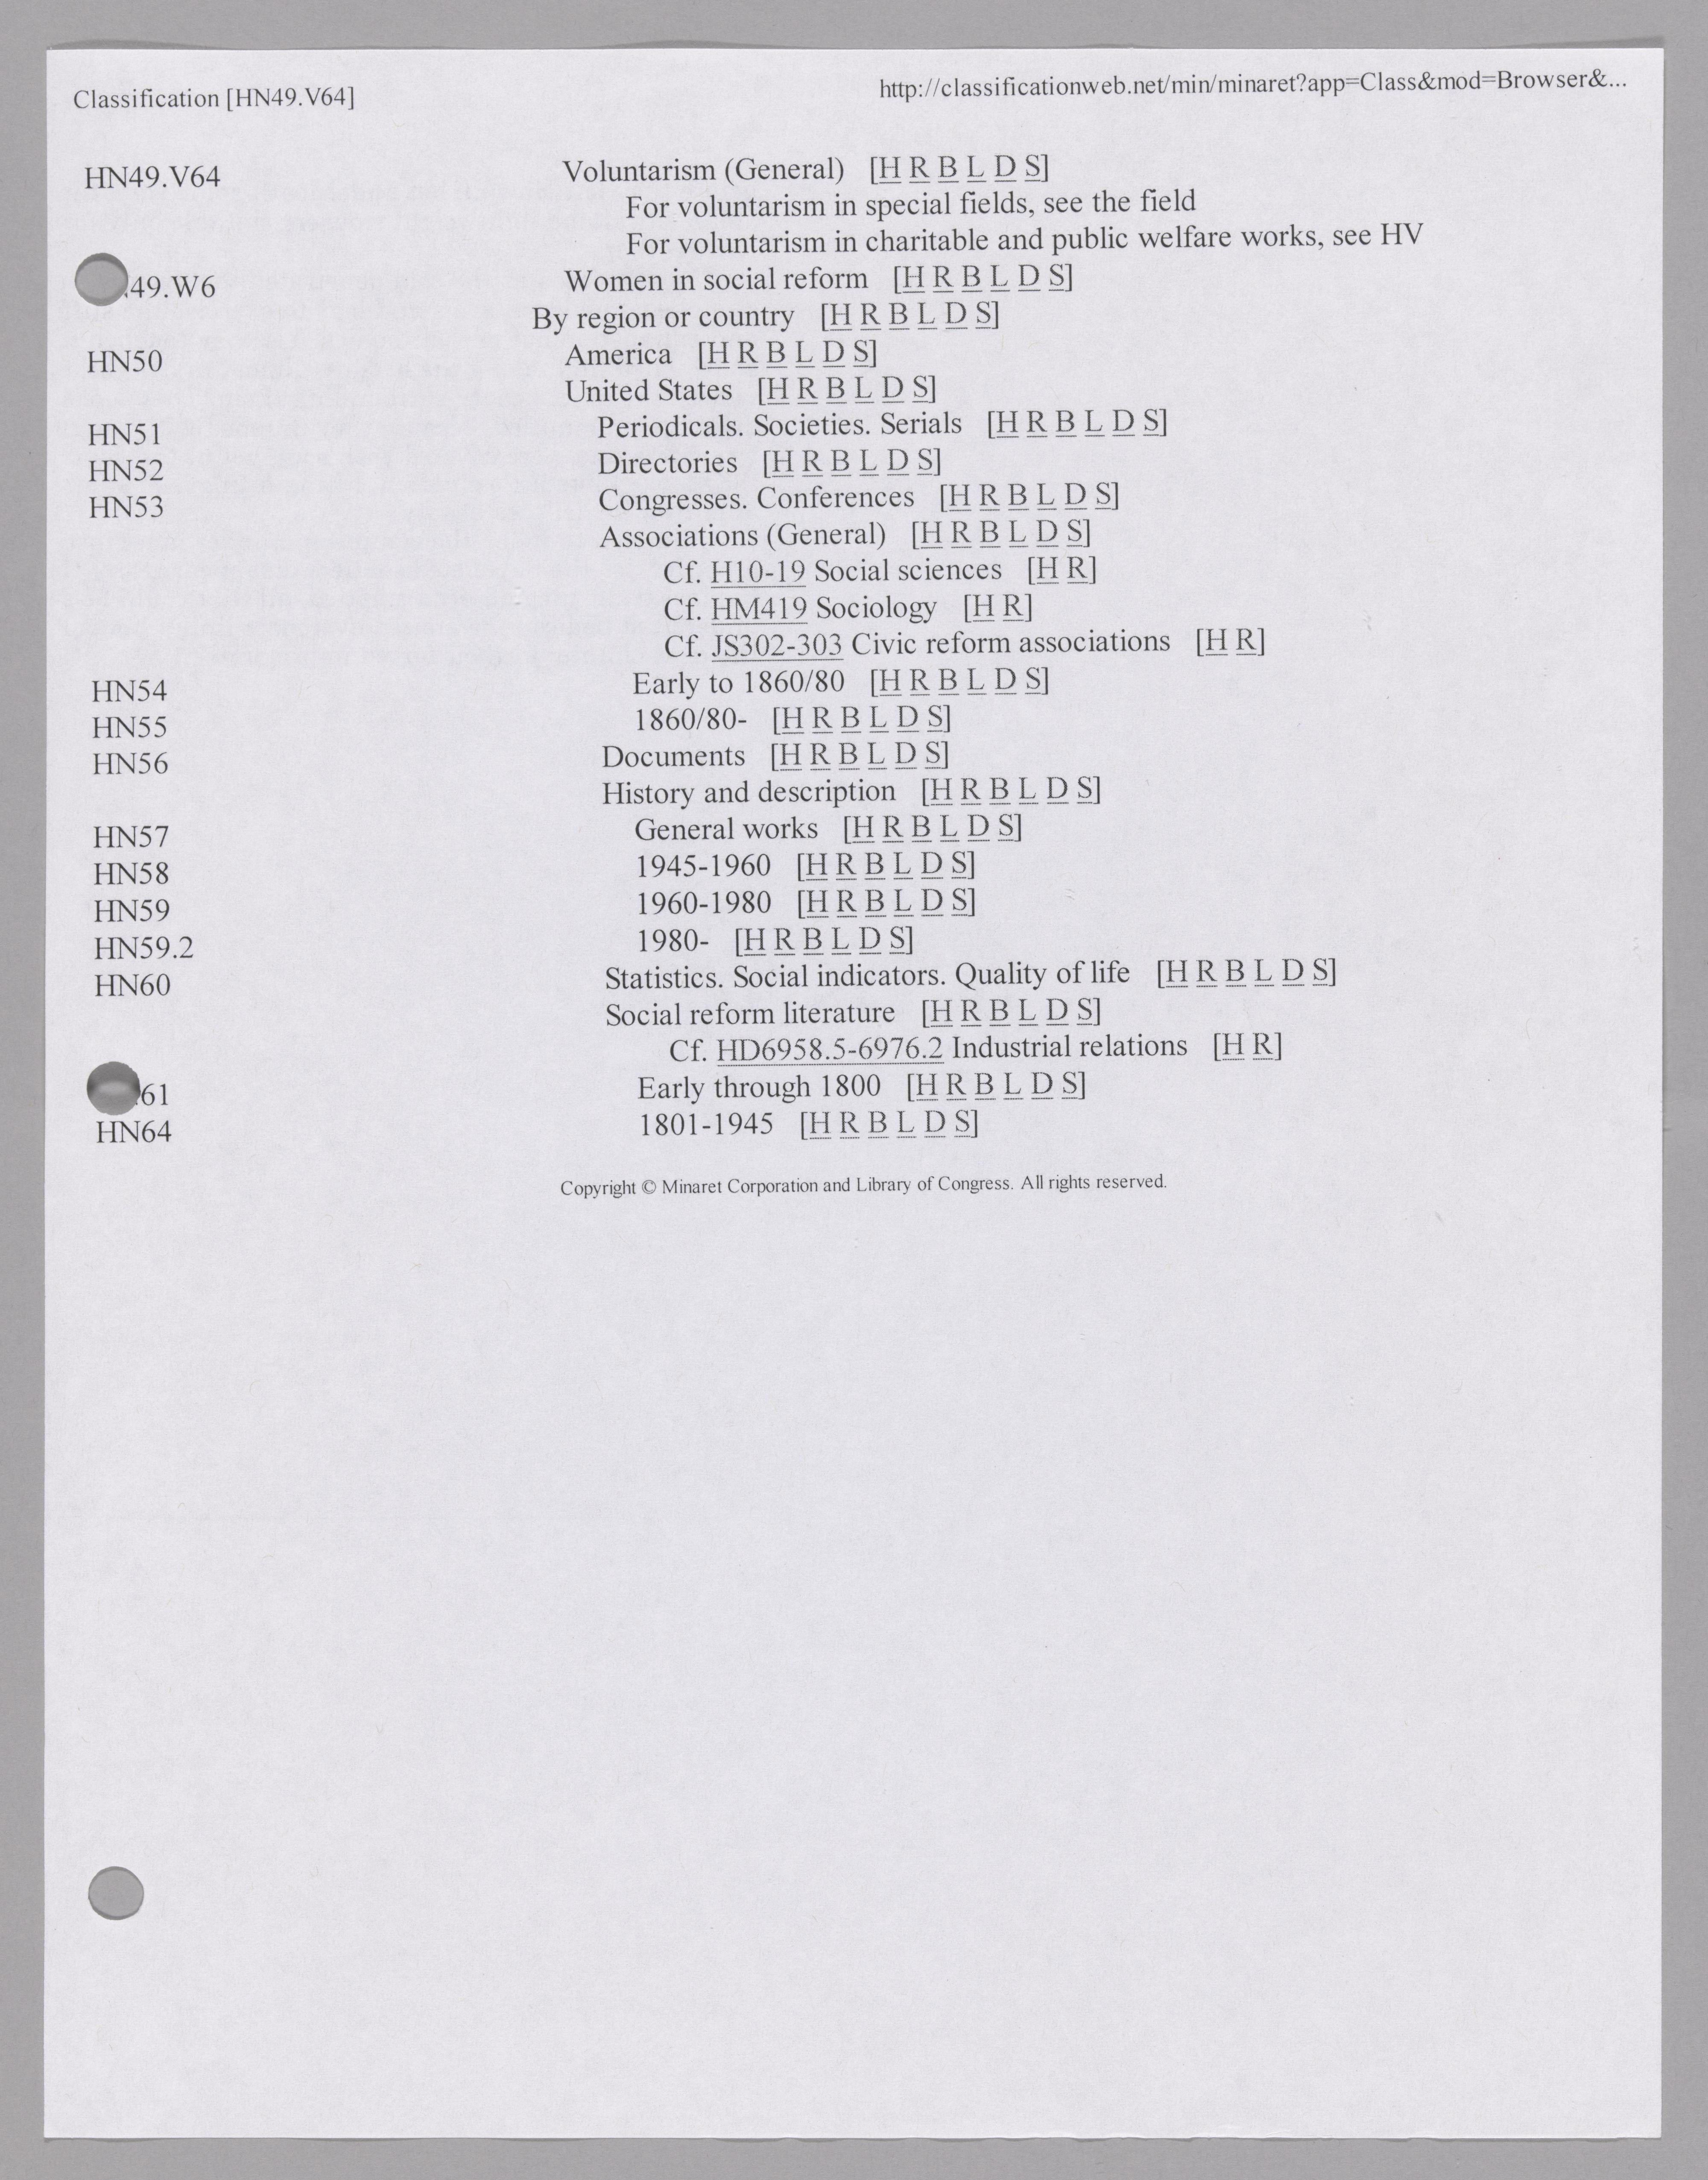 Classification [HN49.V64] http://classificationweb.net/min/minaret?app=Class&mod=Browser&...
HN49.V64 Voluntarism (General) [H R B L D S]
For voluntarism in special fields, see the field
For voluntarism in charitable and public welfare works, see HV
.49.W6 Women in social reform [H R B L D S]
By region or country [H R B L D S]
HN50 America [H R B L D S]
United States [H R B L D S]
HN51 Periodicals. Societies. Serials [H R B L D S]
HN52 Directories [H R B L D S]
HN53 Congresses. Conferences [H R B L D S]
Associations (General) [H R B L D S]
Cf. H10-19 Social sciences [H R]
Cf. HM419 Sociology [H R]
Cf. JS302-303 Civic reform associations [H R]
HN54 Early to 1860/80 [H R B L D S]
HN55 1860/80- [H R B L D S]
HN56 Documents [H R B L D S]
History and description [H R B L D S]
HN57 General works [H R B L D S]
HN58 1945-1960 [H R B L D S]
HN59 1960-1980 [H R B L D S]
HN59.2 1980- [H R B L D S]
HN60 Statistics. Social indicators. Quality of life [H R B L D S]
Social reform literature [H R B L D S]
Cf. HD6958.5-6976.2 Industrial relations [H R]
61 Early through 1800 [H R B L D S]
HN64 1801-1945 [H R B L D S]
Copyright © Minaret Corporation and Library of Congress. All rights reserved.